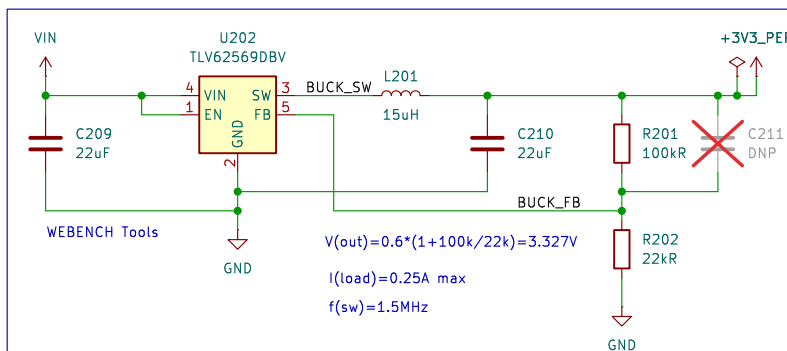 VIN
U202
TLV62569DBV
+3V3_PER
4
VIN
SW
3
BUCK_SW
L201
15uH
1
EN
FB
5
GND
2
C209
22uF
C210
22uF
R201
100kR
C211
DNP
BUCK_FB
WEBENCH Tools
V(out)=0.6*(1+100k/22k)=3.327V
R202
22kR
GND
I(load)=0.25A max
f(sw)=1.5MHz
GND